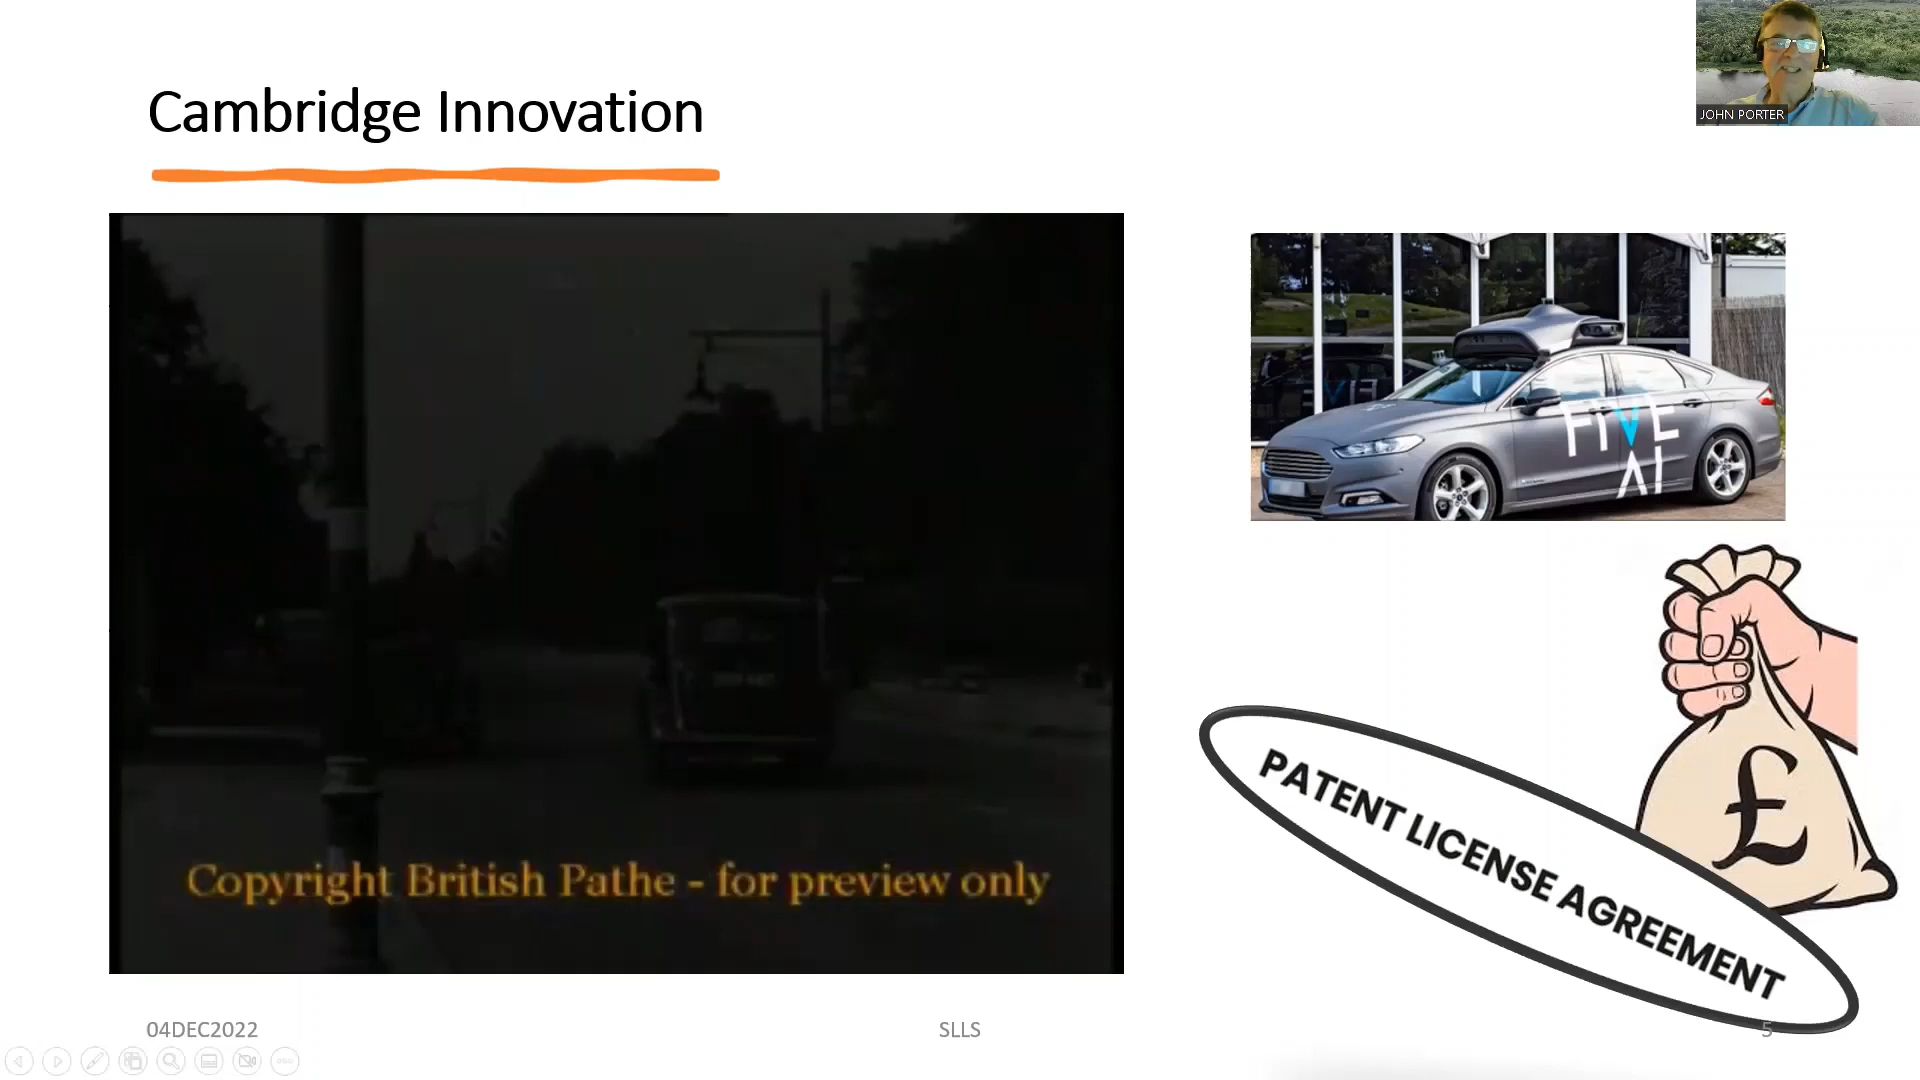 Cambridge Innovation
JOHN PORTER
FIVE
AI
£
PATENT LICENSE AGREEMENT
Copyright British Pathe - for preview only
04DEC2022
SLLS
5